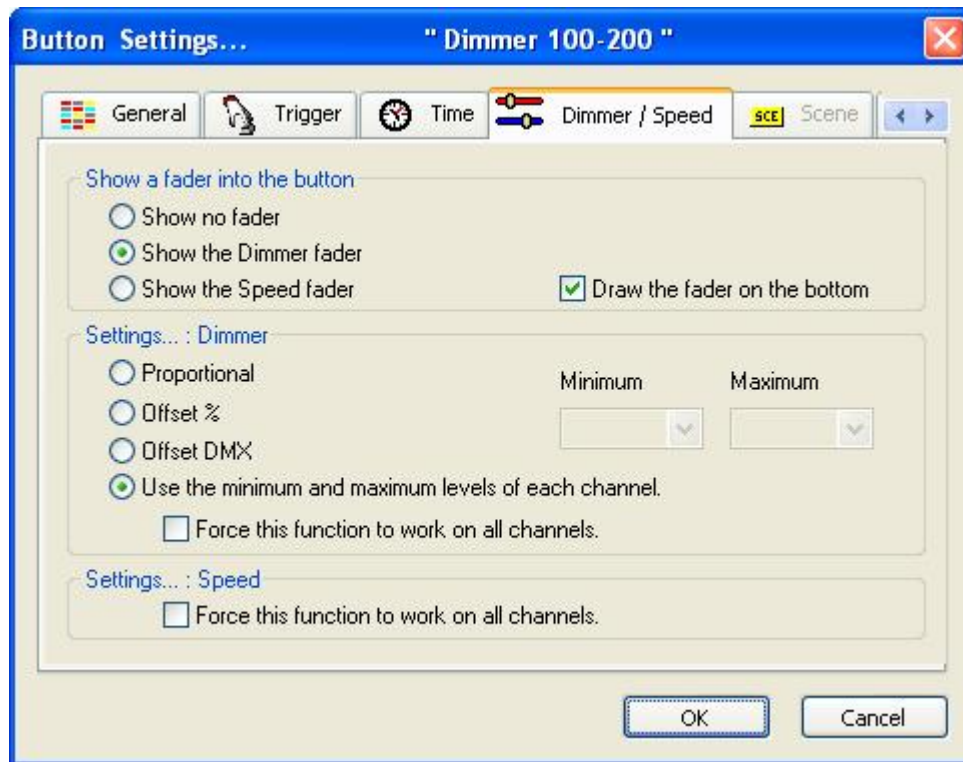 Button Settings... " Dimmer 100-200 "
General Trigger Time Dimmer / Speed SCE Scene
Show a fader into the button
Show no fader
Show the Dimmer fader
Show the Speed fader Draw the fader on the bottom
Settings... : Dimmer
Proportional Minimum Maximum
Offset %
Offset DMX
Use the minimum and maximum levels of each channel.
Force this function to work on all channels.
Settings... : Speed
Force this function to work on all channels.
OK Cancel